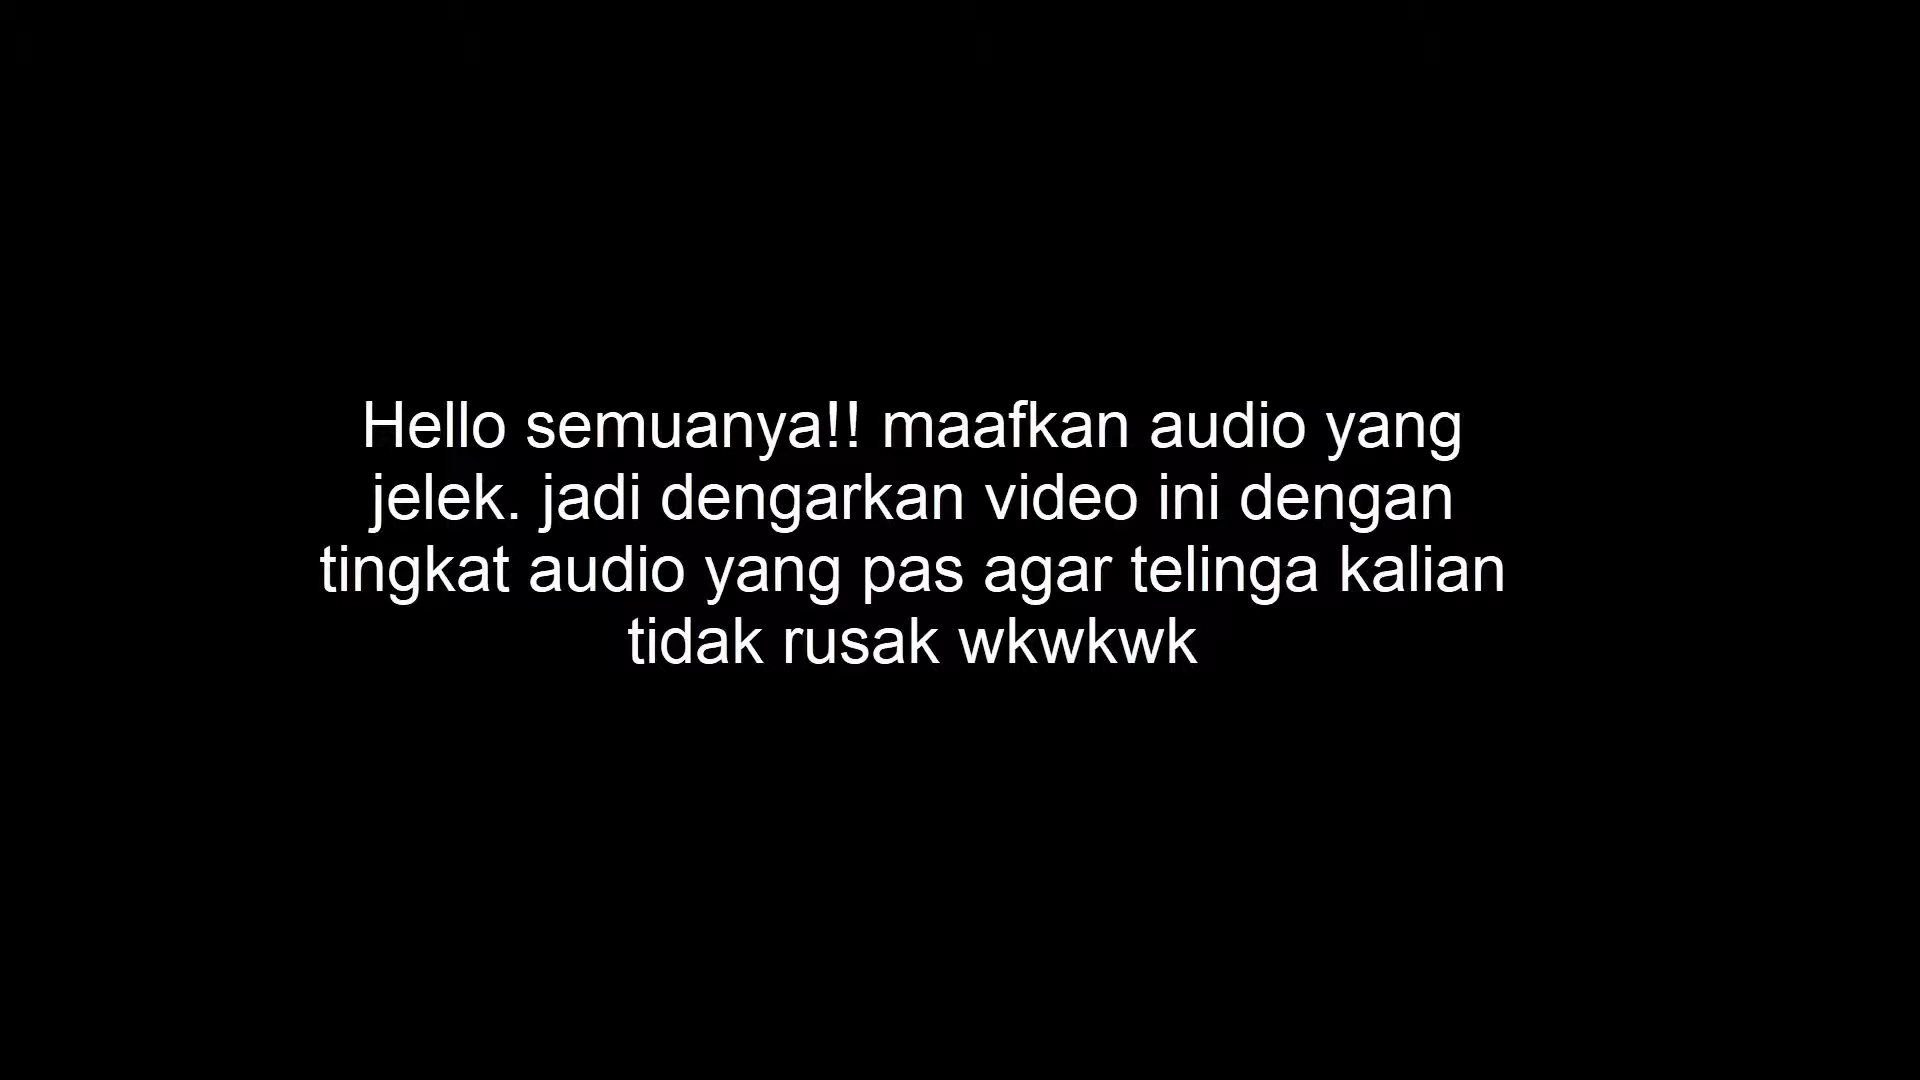 Hello semuanya!! maafkan audio yang
jelek. jadi dengarkan video ini dengan
tingkat audio yang pas agar telinga kalian
tidak rusak wkwkwk